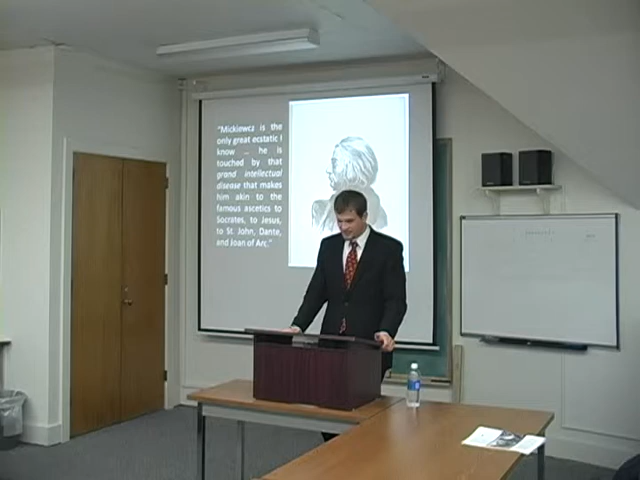 "Mickiewcz is the
only great ecstatic I
know ... he is
touched by that
grand intellectual
disease that makes
him akin to the
famous ascetics to
Socrates, to Jesus,
to St. John, Dante,
and Joan of Arc."